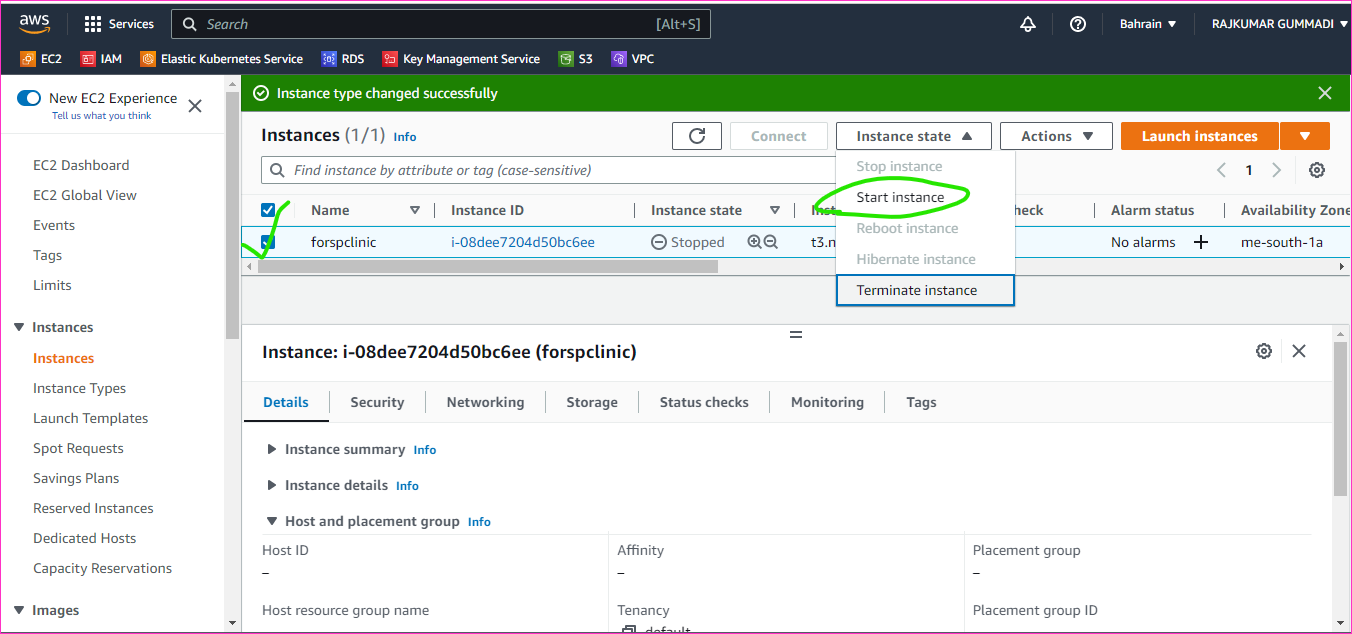 aws Services Search [Alt+S] Bahrain RAJKUMAR GUMMADI
EC2 IAM Elastic Kubernetes Service RDS Key Management Service S3 VPC
New EC2 Experience
Tell us what you think
EC2 Dashboard
EC2 Global View
Events
Tags
Limits
Instances
Instances
Instance Types
Launch Templates
Spot Requests
Savings Plans
Reserved Instances
Dedicated Hosts
Capacity Reservations
Images
Instance type changed successfully
Instances (1/1) Info
Connect Instance state Actions Launch instances
Find instance by attribute or tag (case-sensitive)
1
Stop instance
Start instance
Reboot instance
Hibernate instance
Terminate instance
Name Instance ID Instance state Inst heck Alarm status Availability Zone
forspclinic i-08dee7204d50bc6ee Stopped t3.n No alarms me-south-1a
Instance: i-08dee7204d50bc6ee (forspclinic)
Details Security Networking Storage Status checks Monitoring Tags
Instance summary Info
Instance details Info
Host and placement group Info
Host ID Affinity Placement group
– – –
Host resource group name Tenancy Placement group ID
default